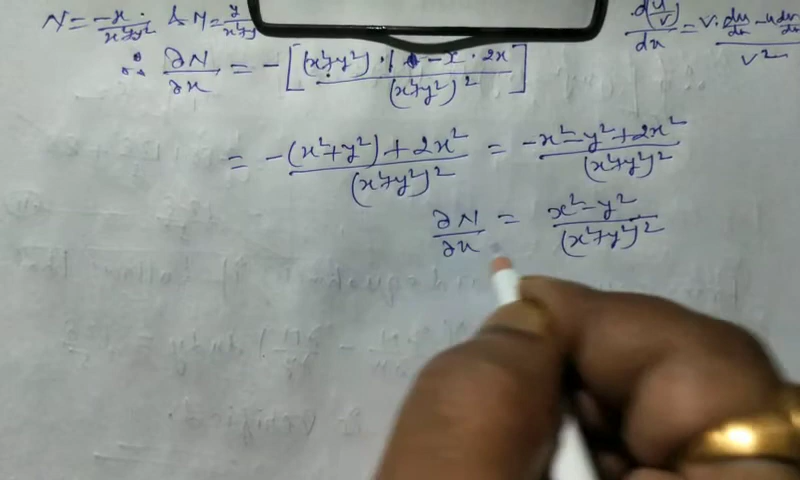 N = -x/(x²+y²) & M = y/(x²+y²)
d(u/v)/dx = (v·du/dx - u dv/dx)/v²
∴ ∂N/∂x = -[((x²+y²)·1 - x·2x)/(x²+y²)²]
= (-(x²+y²)+2x²)/(x²+y²)² = (-x²-y²+2x²)/(x²+y²)²
∂N/∂x = (x²-y²)/(x²+y²)²